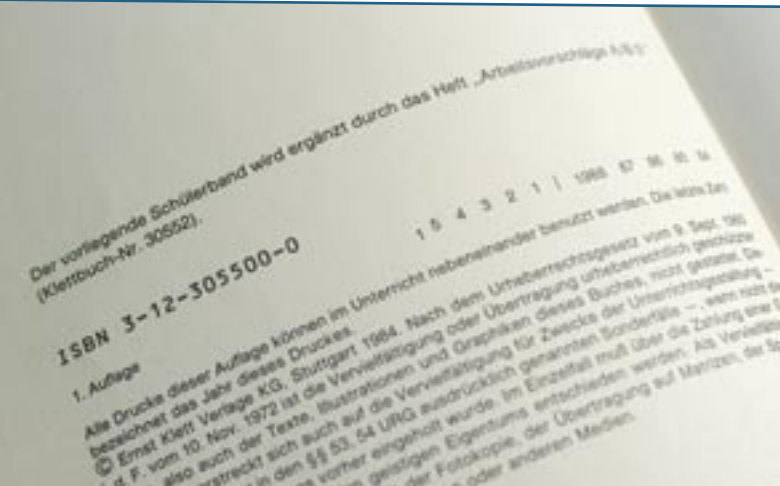 Der vorliegende Schülerband wird ergänzt durch das Heft „Arbeitsvorschläge
(Klettbuch-Nr. 30552).
ISBN 3-12-305500-0
1. Auflage
1 5 4 3 2 1 | 1988 87 86 85 84
Alle Drucke dieser Auflage können im Unterricht nebeneinander benutzt werden. Die letzte Zahl
bezeichnet das Jahr dieses Druckes.
© Ernst Klett Verlage KG, Stuttgart 1984. Nach dem Urheberrechtsgesetz vom 9. Sept. 1965
i. d. F. vom 10. Nov. 1972 ist die Vervielfältigung oder Übertragung urheberrechtlich geschützter
also auch der Texte, Illustrationen und Graphiken dieses Buches, nicht gestattet.
erstreckt sich auch auf die Vervielfältigung für Zwecke der Unterrichtsgestaltung –
in den §§ 53, 54 URG ausdrücklich genannten Sonderfälle –, wenn nicht
vorher eingeholt wurde. Im Einzelfall muß über die Zahlung einer
geistigen Eigentums entschieden werden. Als
der Fotokopie, der Übertragung auf Matrizen, der
oder anderen Medien.